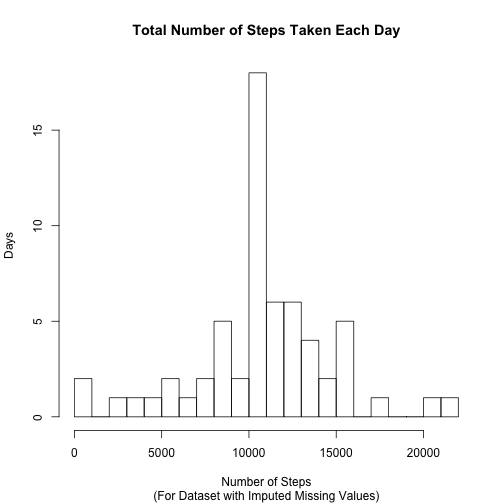 Total Number of Steps Taken Each Day
15
10
5
0
Days
0 5000 10000 15000 20000
Number of Steps
(For Dataset with Imputed Missing Values)